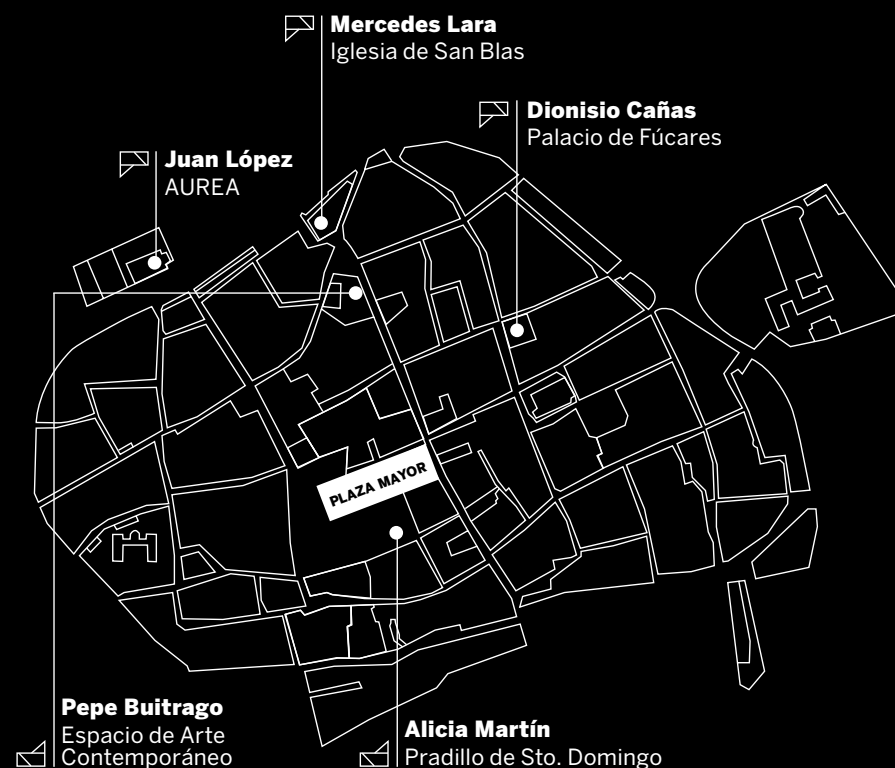 Mercedes Lara
Iglesia de San Blas
Dionisio Cañas
Palacio de Fúcares
Juan López
AUREA
PLAZA MAYOR
Pepe Buitrago
Espacio de Arte
Contemporáneo
Alicia Martín
Pradillo de Sto. Domingo